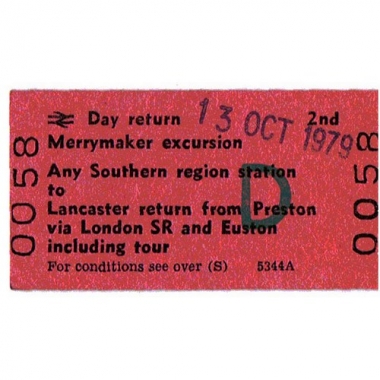 Day return 13 OCT 1979 2nd
Merrymaker excursion
Any Southern region station
to
Lancaster return from Preston
via London SR and Euston
including tour
For conditions see over (S) 5344A
0058
0058
D